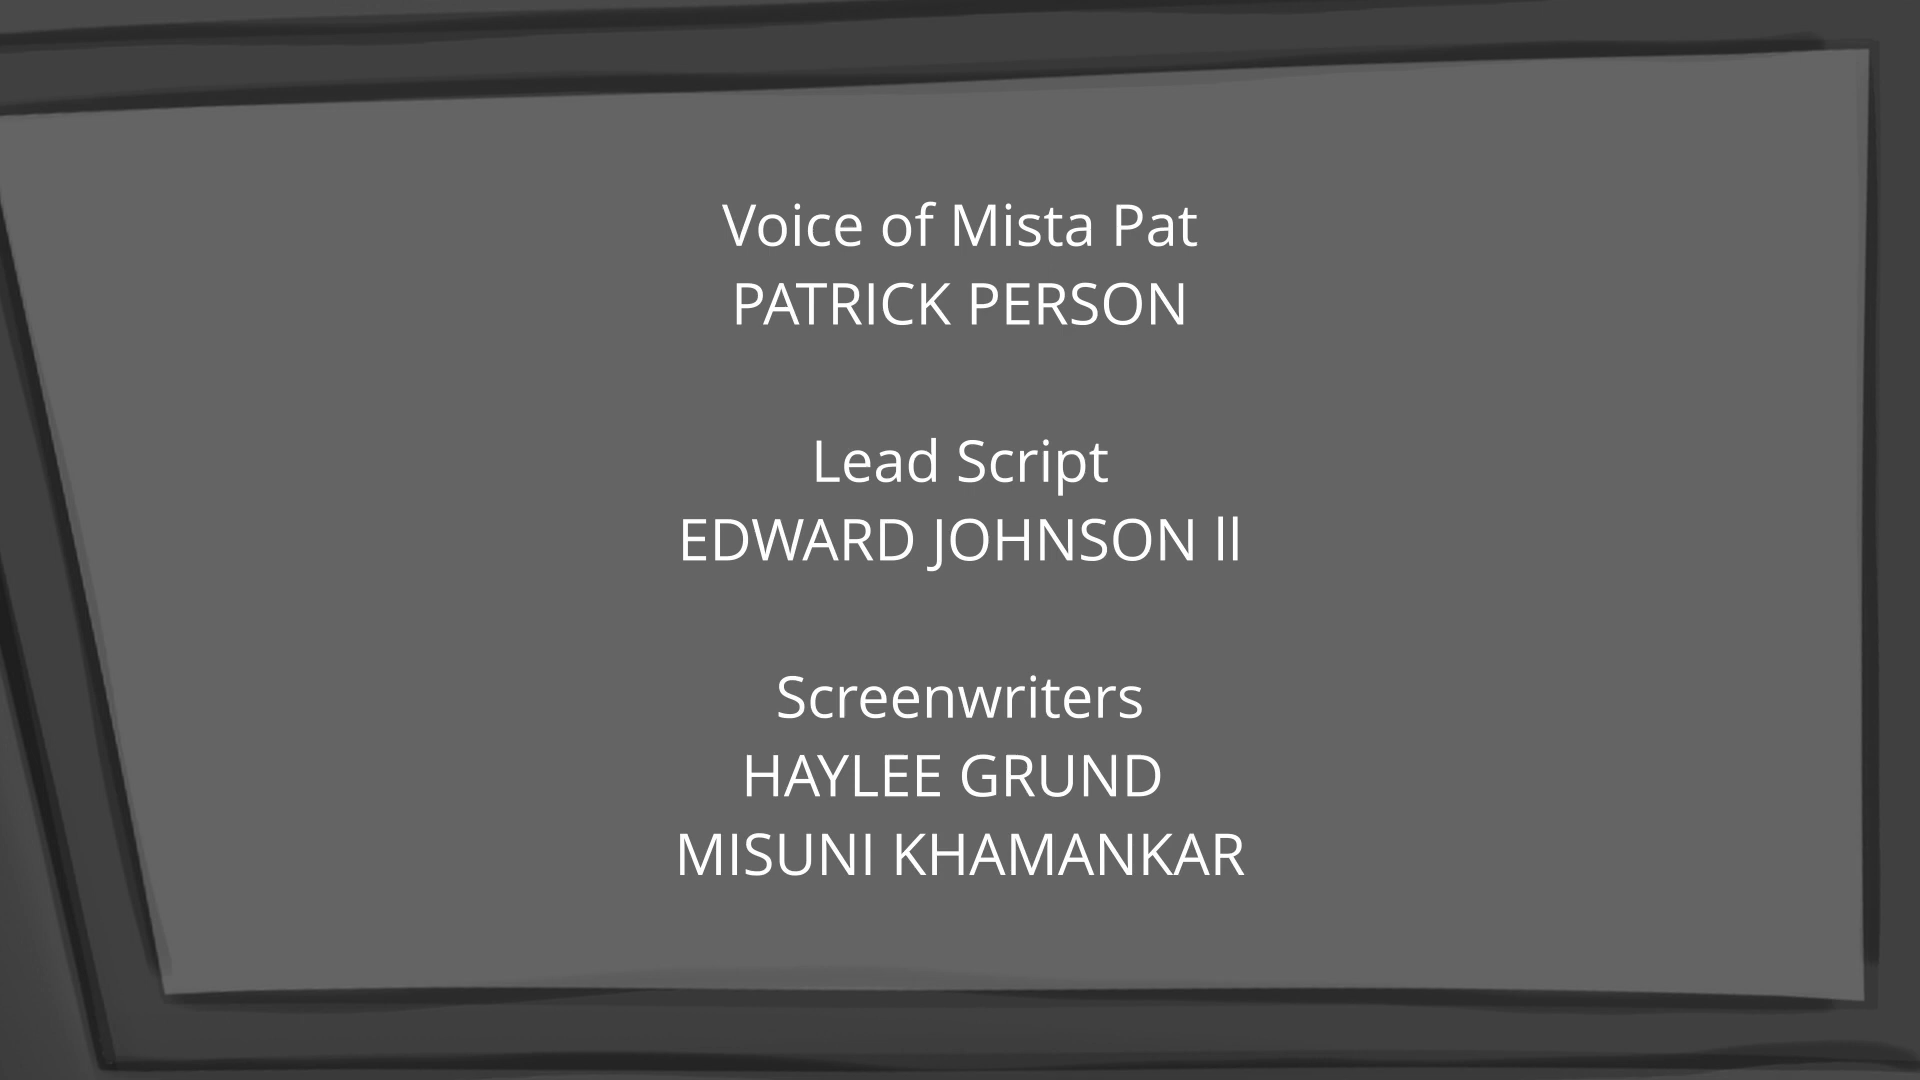 Voice of Mista Pat
PATRICK PERSON
Lead Script
EDWARD JOHNSON ll
Screenwriters
HAYLEE GRUND
MISUNI KHAMANKAR